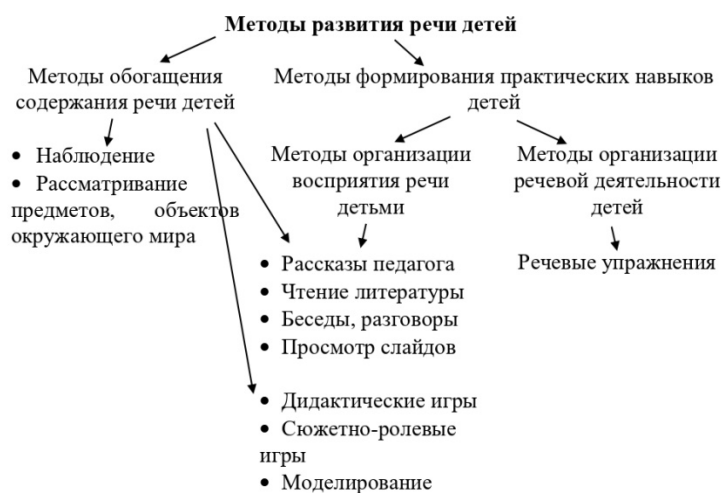 Методы развития речи детей
Методы обогащения
содержания речи детей
Методы формирования практических навыков
детей
• Наблюдение
• Рассматривание
предметов, объектов
окружающего мира
Методы организации
восприятия речи
детьми
Методы организации
речевой деятельности
детей
• Рассказы педагога
• Чтение литературы
• Беседы, разговоры
• Просмотр слайдов
Речевые упражнения
• Дидактические игры
• Сюжетно-ролевые
игры
• Моделирование